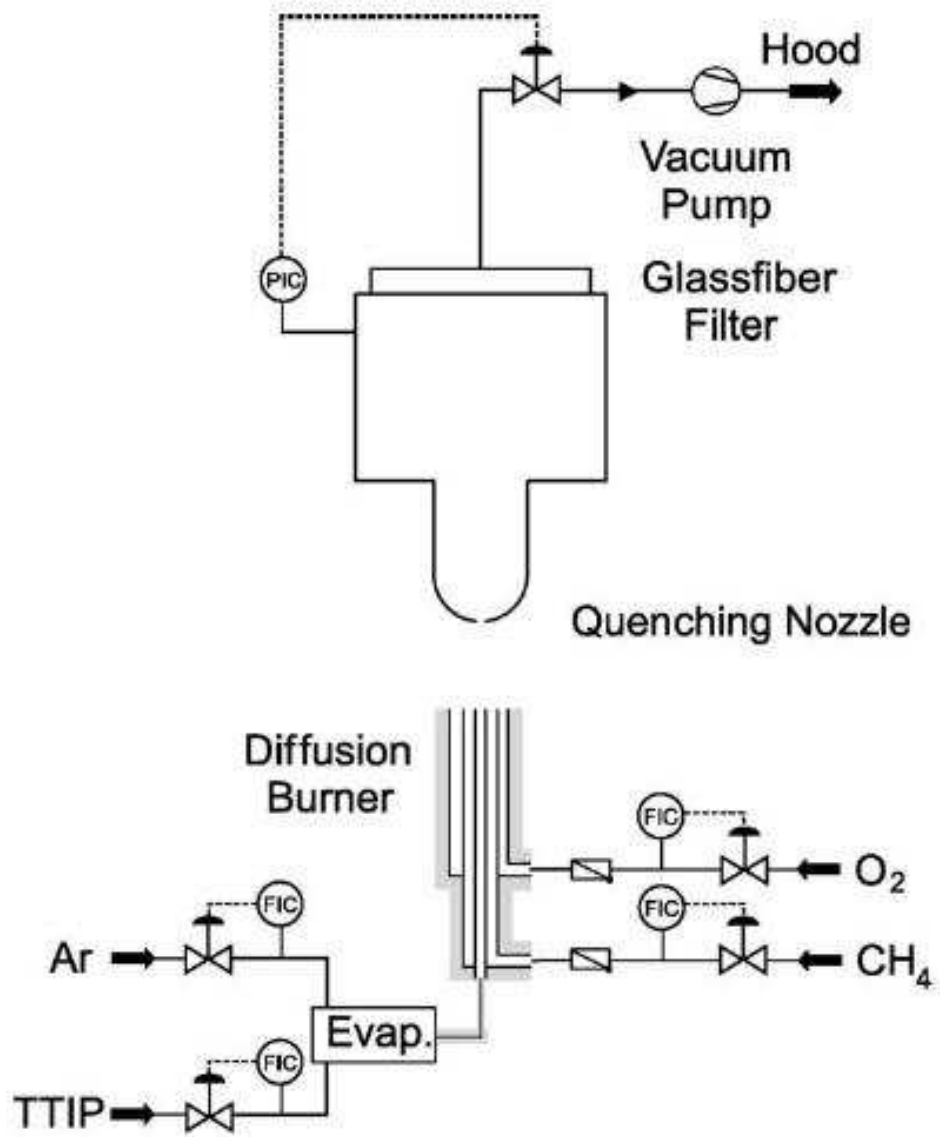 Hood
Vacuum
Pump
PIC
Glassfiber
Filter
Quenching Nozzle
Diffusion
Burner
FIC
O₂
FIC
CH₄
FIC
Ar
Evap.
FIC
TTIP